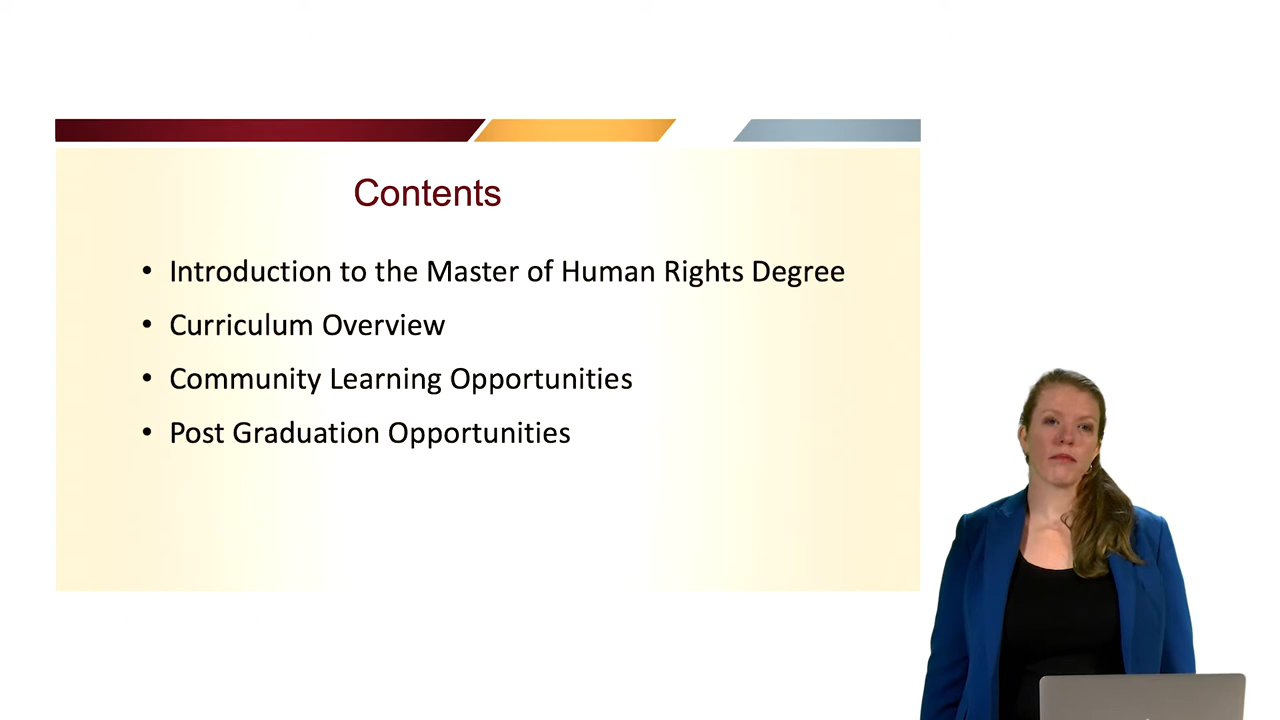 Contents
• Introduction to the Master of Human Rights Degree
• Curriculum Overview
• Community Learning Opportunities
• Post Graduation Opportunities